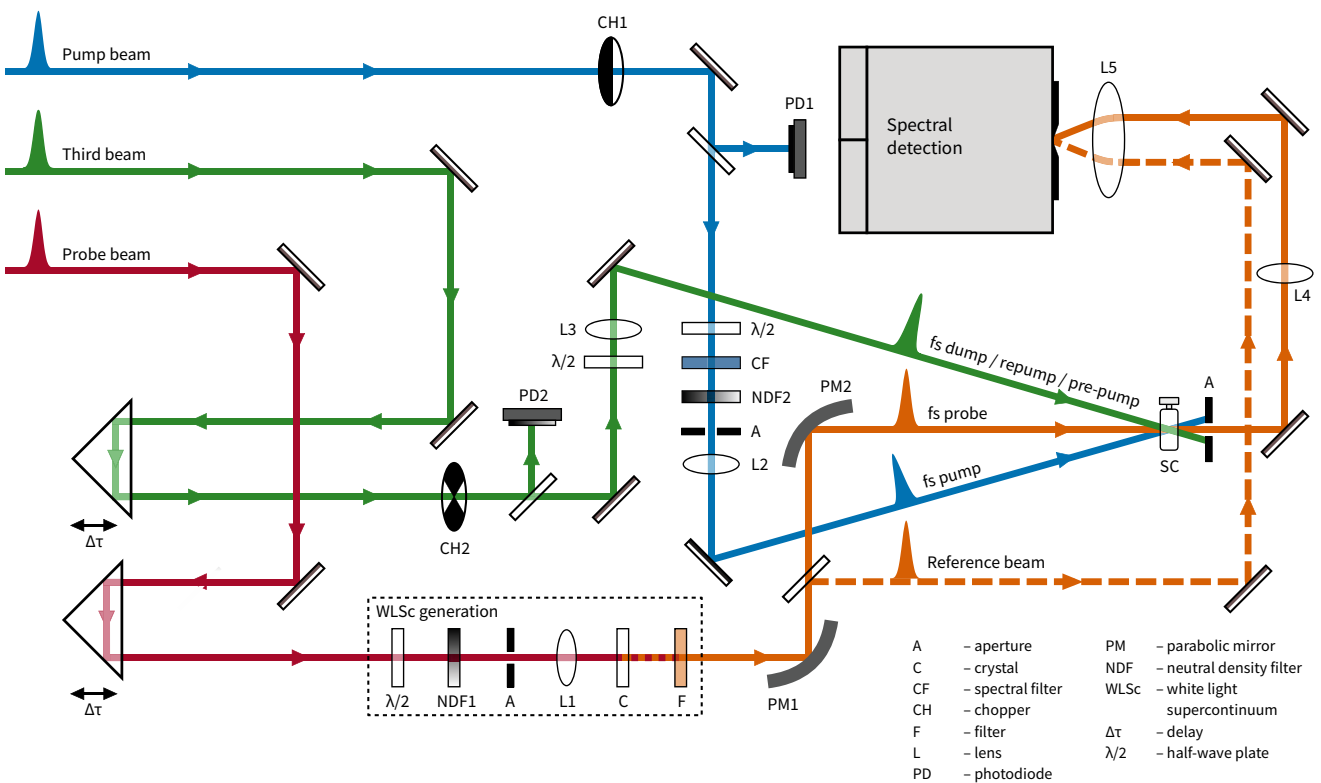 CH1
Pump beam
L5
PD1
Spectral
detection
Third beam
Probe beam
L4
L3
λ/2
λ/2
CF
NDF2
A
L2
fs dump / repump / pre-pump
PM2
A
PD2
fs probe
SC
fs pump
Δτ
CH2
Reference beam
WLSc generation
Δτ
λ/2
NDF1
A
L1
C
F
PM1
A – aperture
C – crystal
CF – spectral filter
CH – chopper
F – filter
L – lens
PD – photodiode
PM – parabolic mirror
NDF – neutral density filter
WLSc – white light
supercontinuum
Δτ – delay
λ/2 – half-wave plate